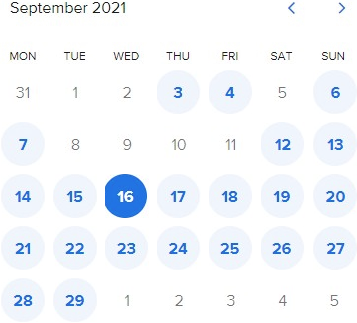 September 2021
MON TUE WED THU FRI SAT SUN
31 1 2 3 4 5 6
7 8 9 10 11 12 13
14 15 16 17 18 19 20
21 22 23 24 25 26 27
28 29 1 2 3 4 5